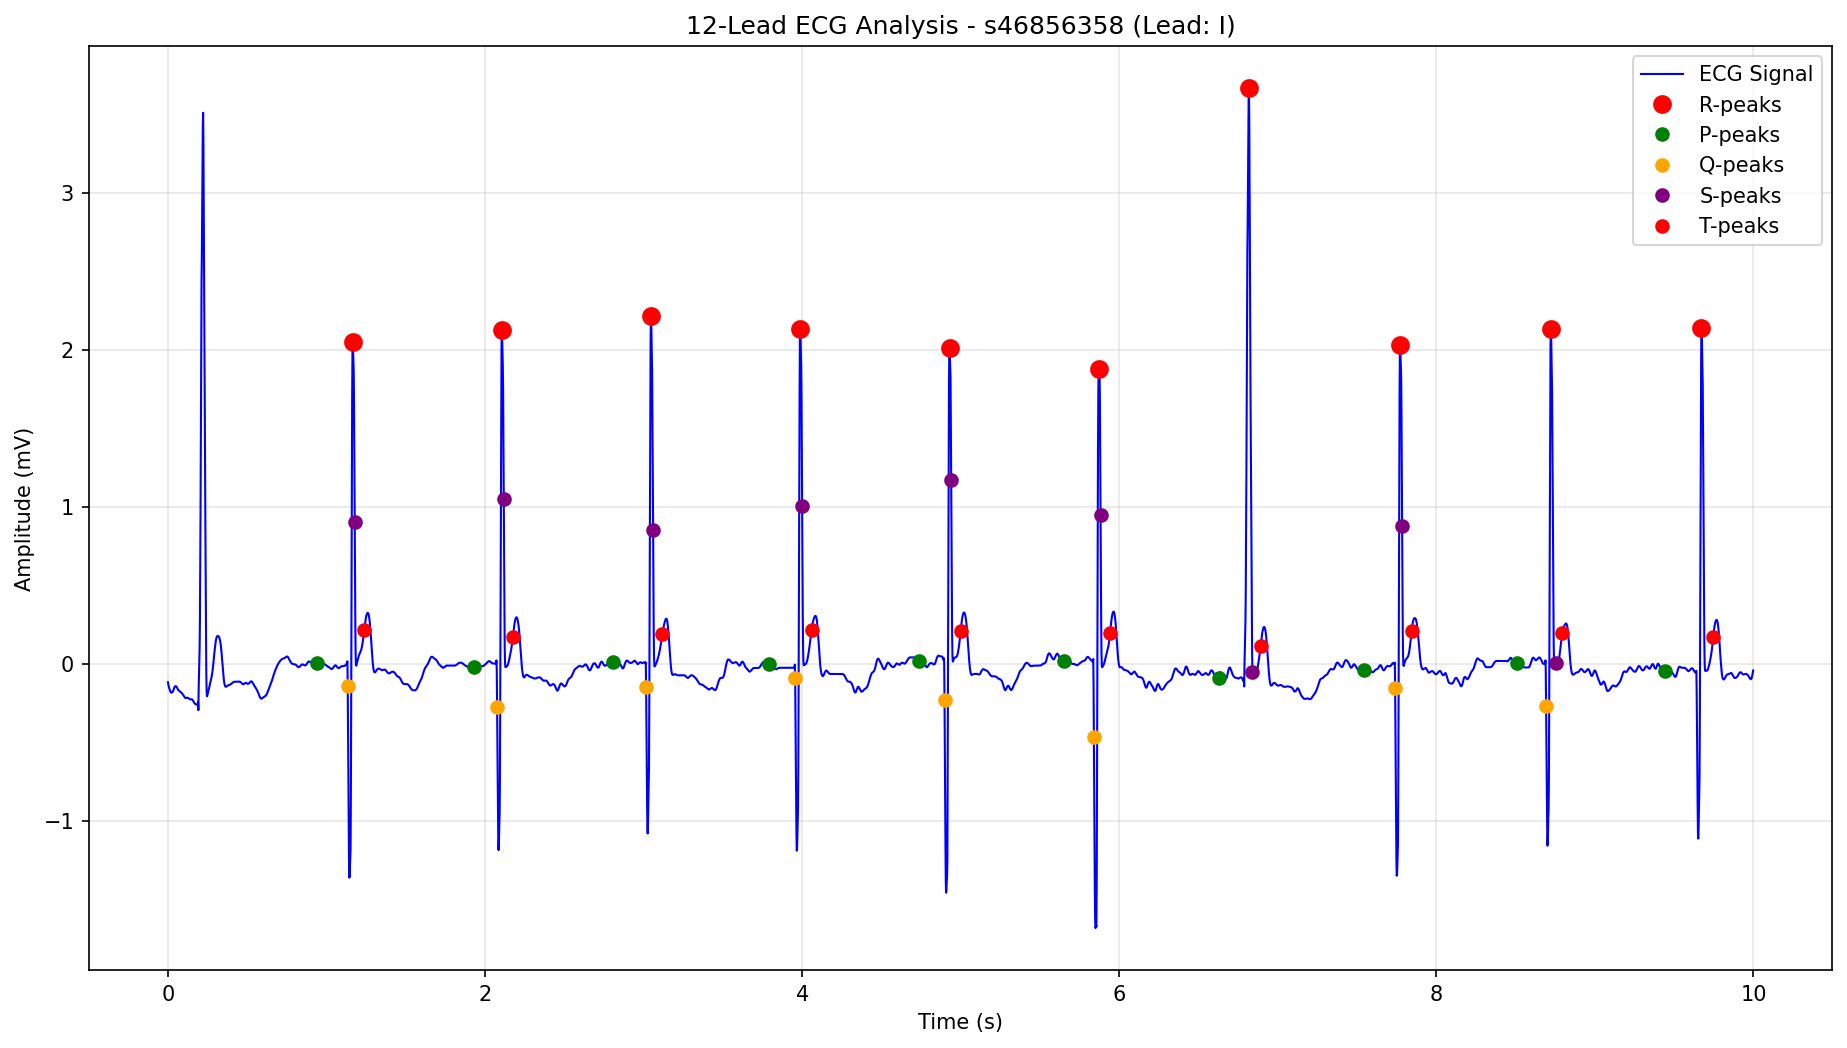 12-Lead ECG Analysis - s46856358 (Lead: I)
ECG Signal
R-peaks
P-peaks
Q-peaks
S-peaks
T-peaks
Amplitude (mV)
3
2
1
0
−1
0
2
4
6
8
10
Time (s)